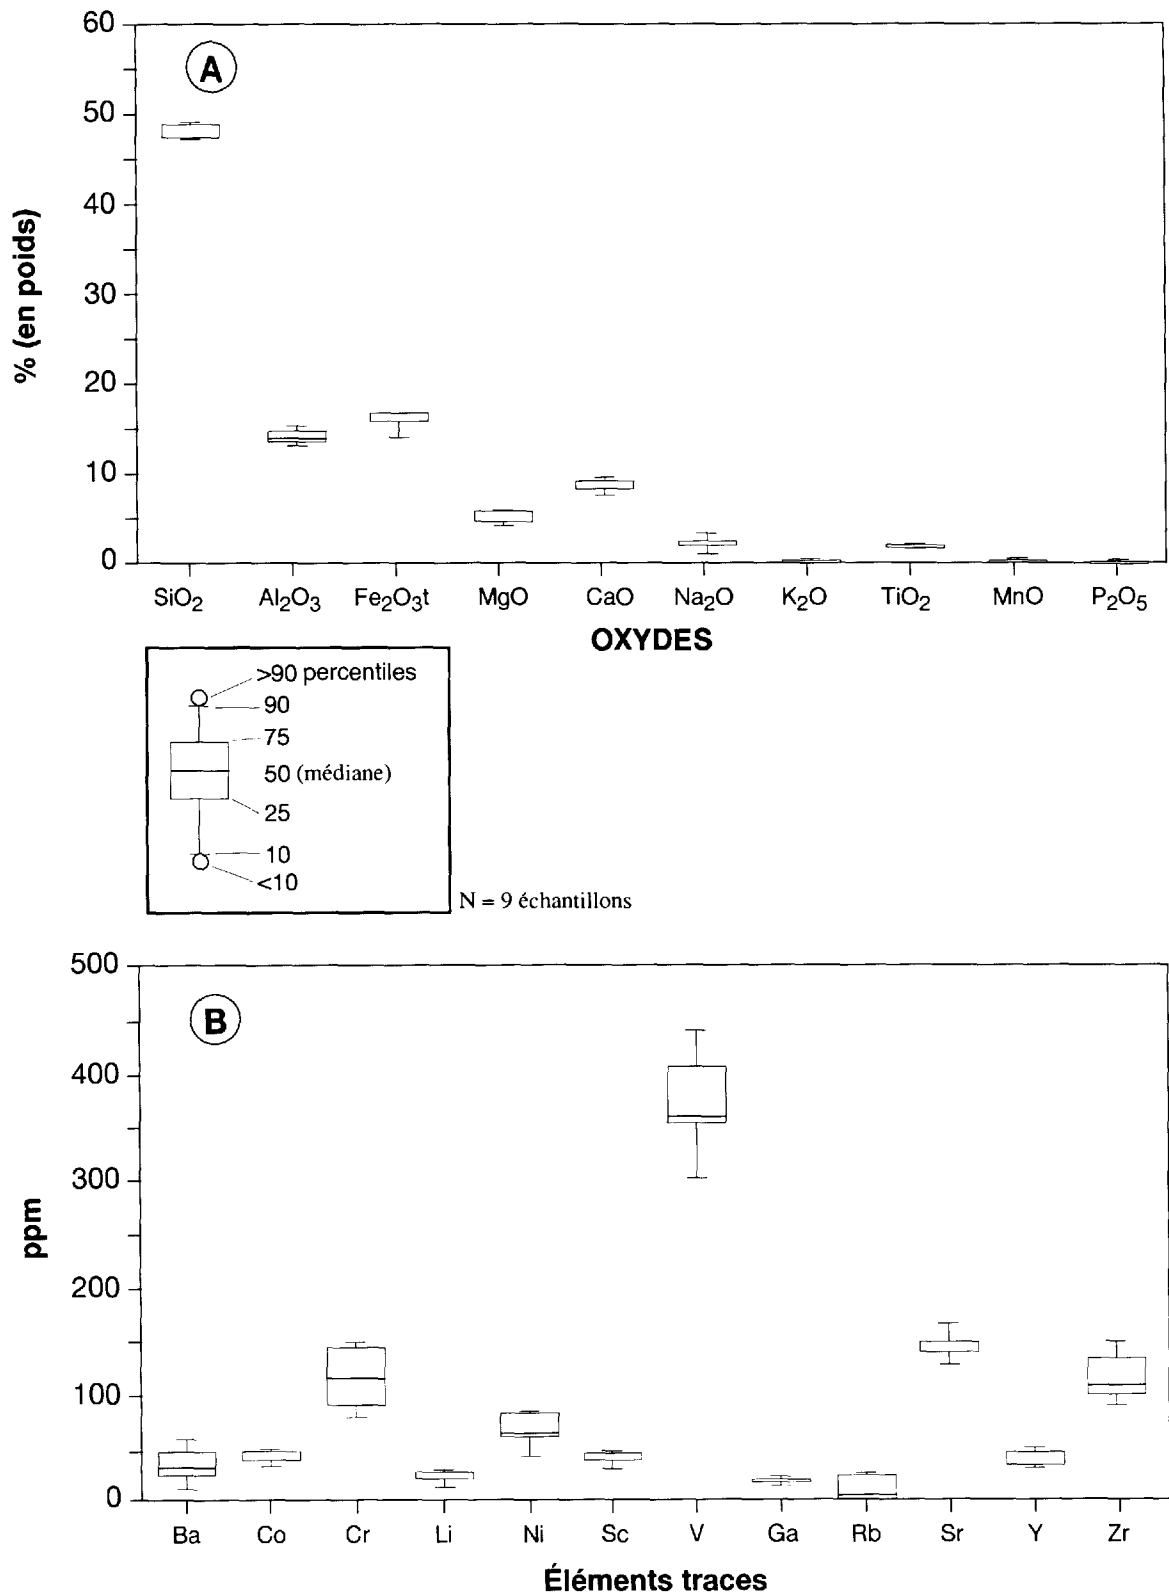 60
A
50
40
30
20
10
0
% (en poids)
SiO₂ Al₂O₃ Fe₂O₃t MgO CaO Na₂O K₂O TiO₂ MnO P₂O₅
OXYDES
>90 percentiles
90
75
50 (médiane)
25
10
<10
N = 9 échantillons
500
B
400
300
200
100
0
ppm
Ba Co Cr Li Ni Sc V Ga Rb Sr Y Zr
Éléments traces